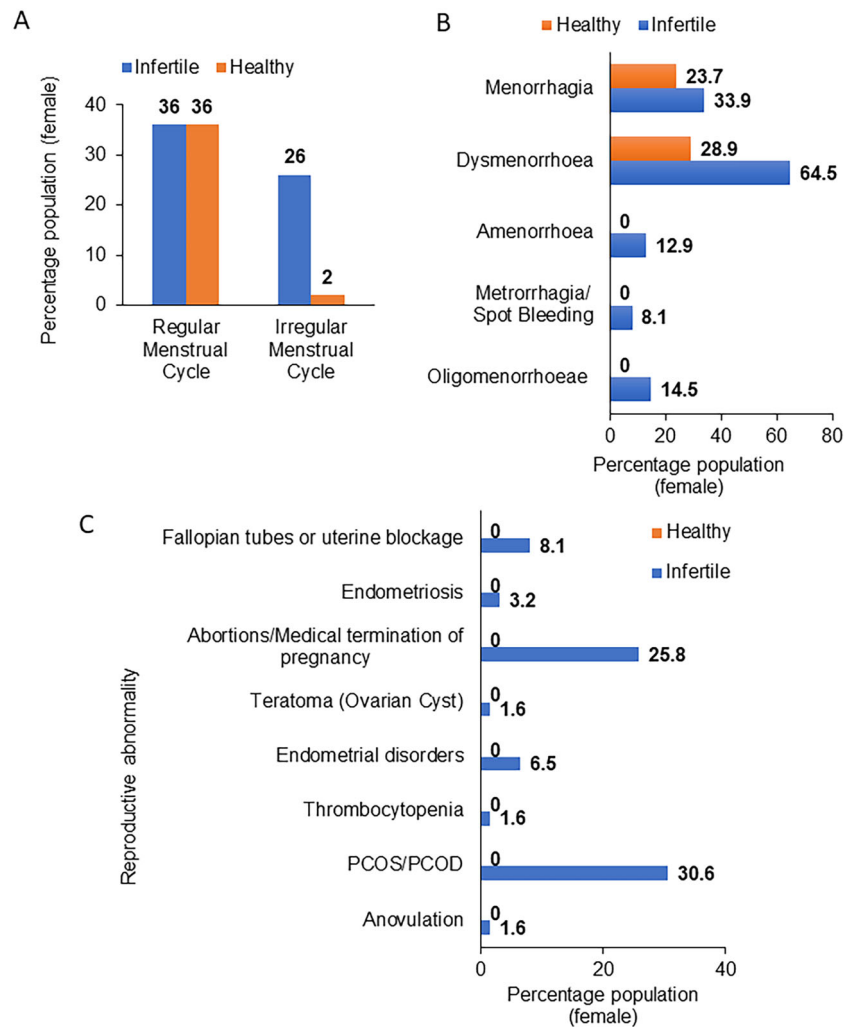 A
Infertile Healthy
Percentage population (female)
40
30
20
10
0
36 36
26
2
Regular
Menstrual
Cycle
Irregular
Menstrual
Cycle
B
Healthy Infertile
Menorrhagia
23.7
33.9
Dysmenorrhoea
28.9
64.5
Amenorrhoea
0
12.9
Metrorrhagia/
Spot Bleeding
0
8.1
Oligomenorrhoeae
0
14.5
0 20 40 60 80
Percentage population
(female)
C
Healthy
Infertile
Reproductive abnormality
Fallopian tubes or uterine blockage
0
8.1
Endometriosis
0
3.2
Abortions/Medical termination of
pregnancy
0
25.8
Teratoma (Ovarian Cyst)
0
1.6
Endometrial disorders
0
6.5
Thrombocytopenia
0
1.6
PCOS/PCOD
0
30.6
Anovulation
0
1.6
0 20 40
Percentage population
(female)